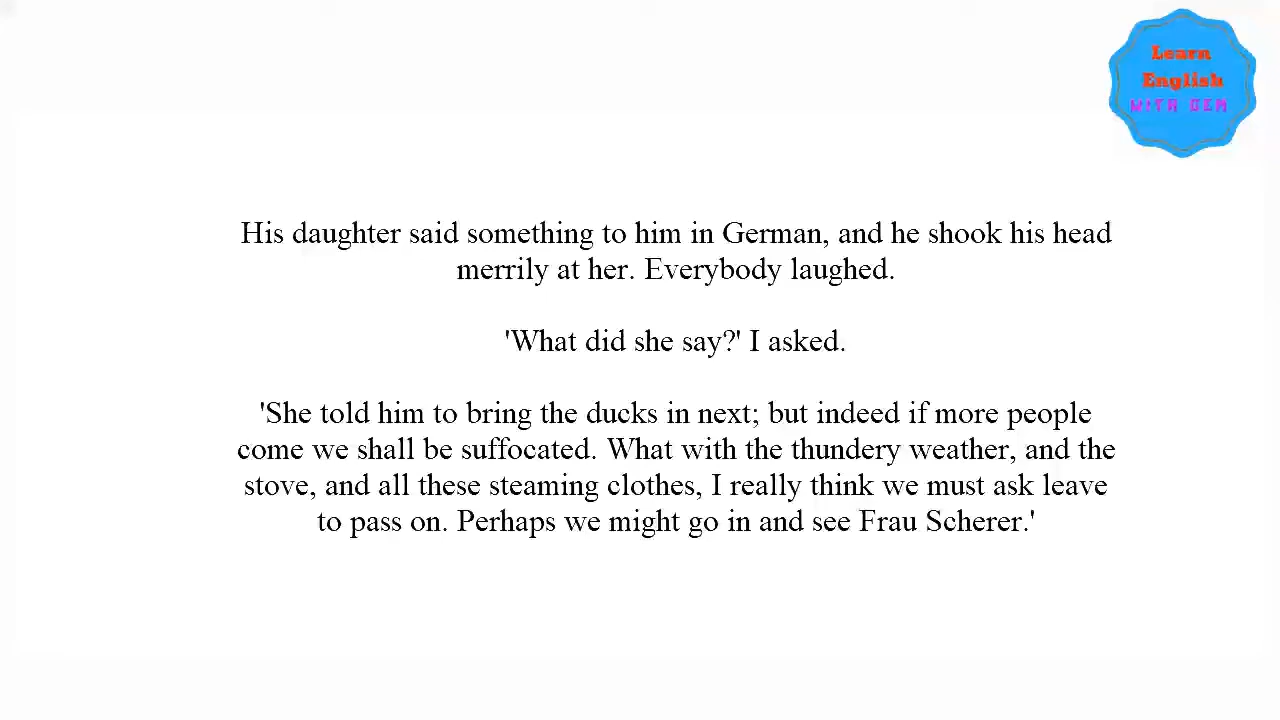 Learn
English
WITH GEM
His daughter said something to him in German, and he shook his head
merrily at her. Everybody laughed.
'What did she say?' I asked.
'She told him to bring the ducks in next; but indeed if more people
come we shall be suffocated. What with the thundery weather, and the
stove, and all these steaming clothes, I really think we must ask leave
to pass on. Perhaps we might go in and see Frau Scherer.'